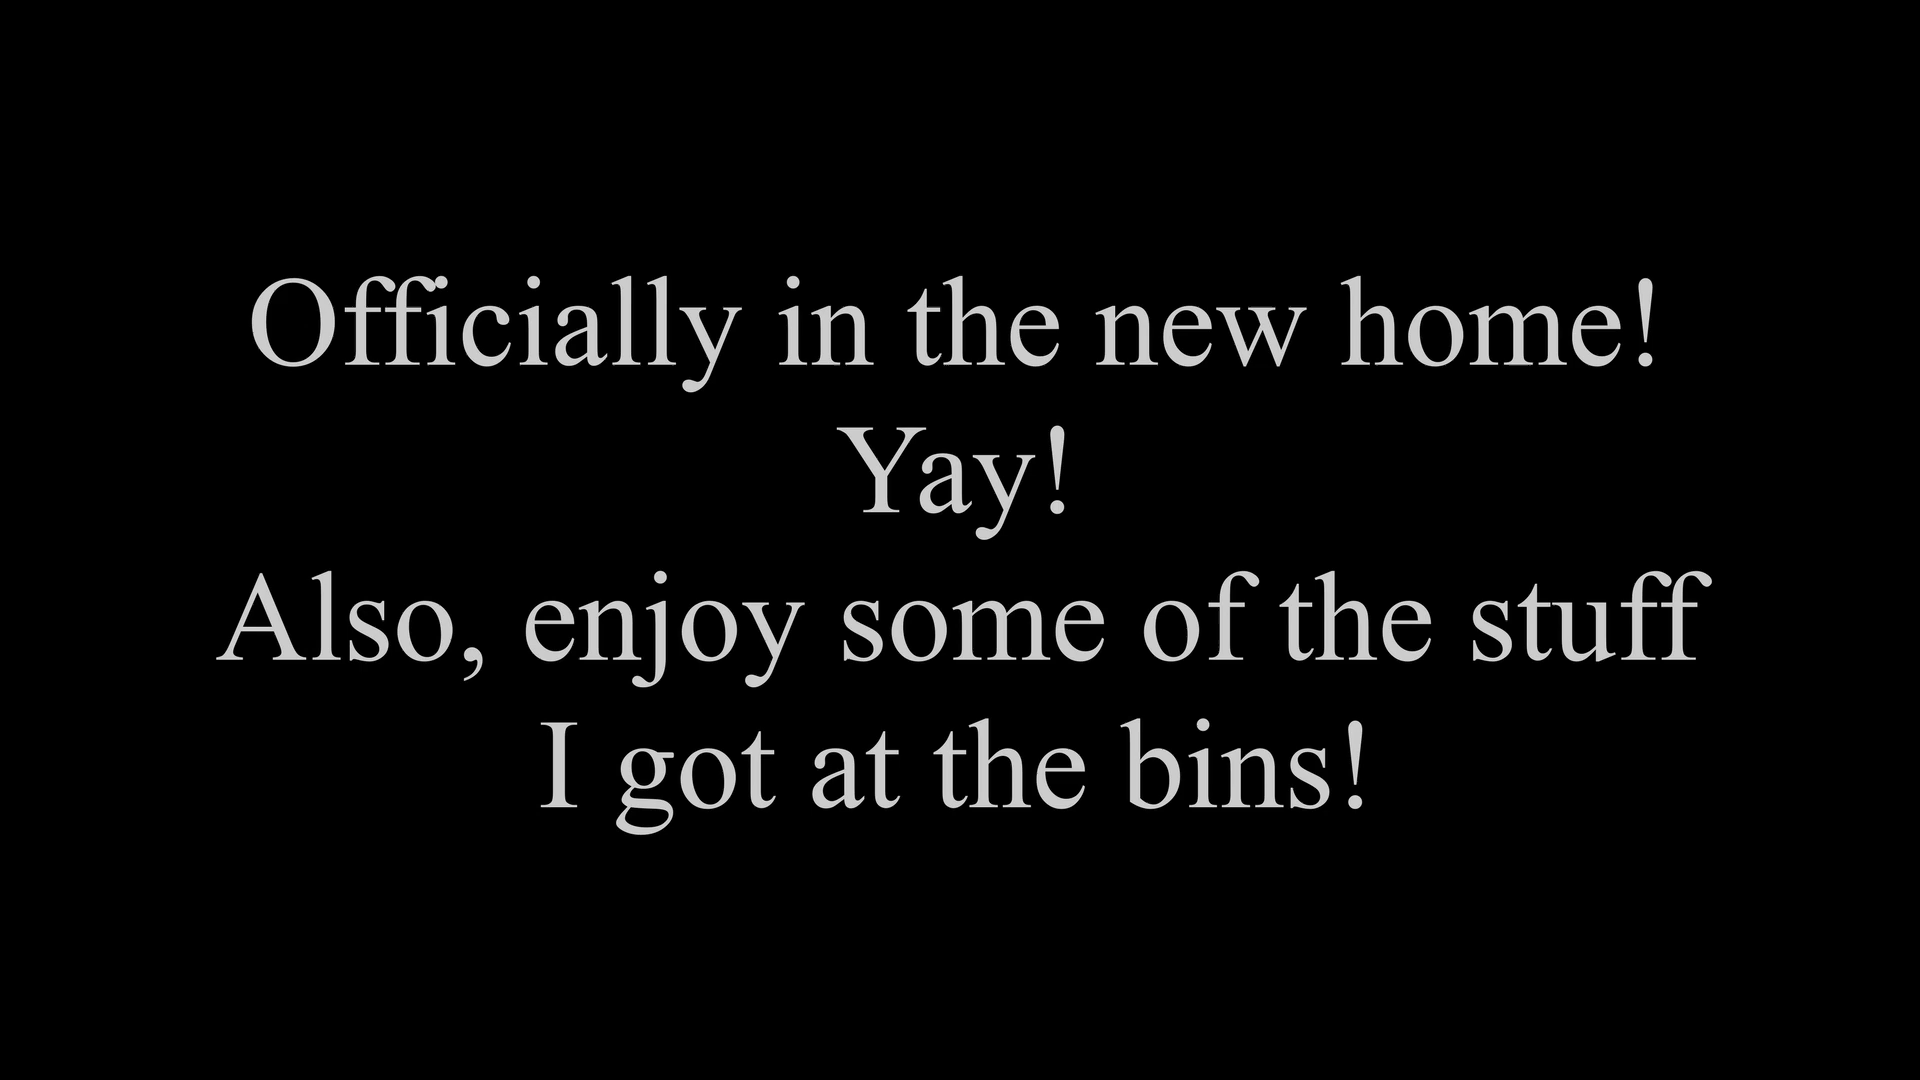 Officially in the new home!
Yay!
Also, enjoy some of the stuff
I got at the bins!